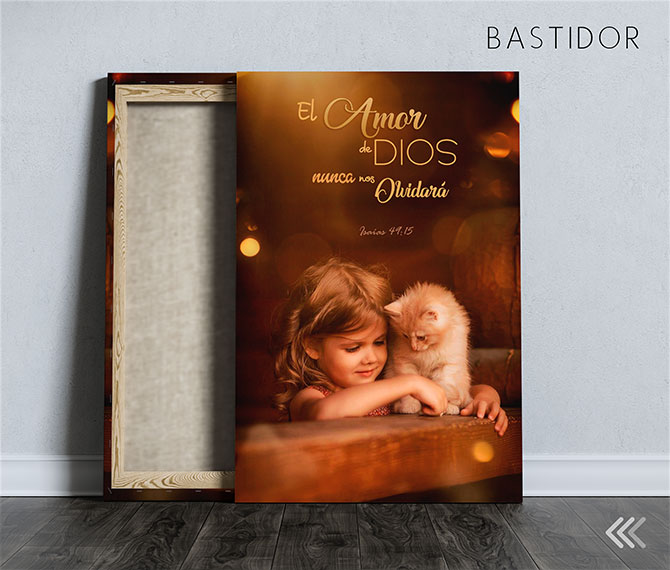 BASTIDOR
El Amor
de DIOS
nunca nos
Olvidará
Isaías 49:15